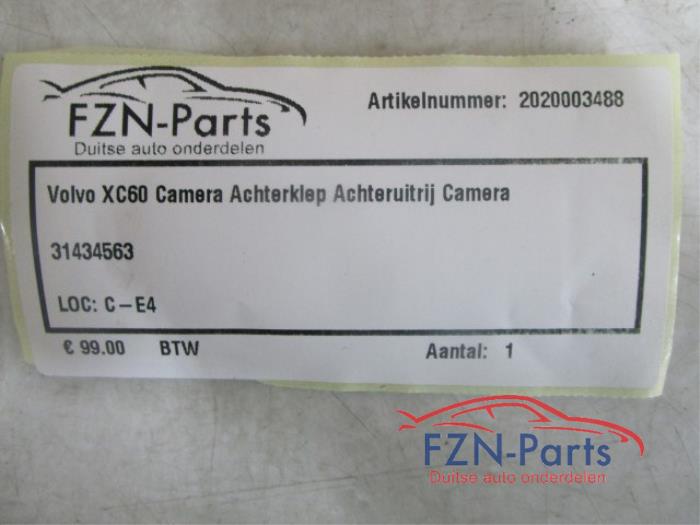 FZN-Parts
Duitse auto onderdelen
Artikelnummer: 2020003488
Volvo XC60 Camera Achterklep Achteruitrij Camera
31434563
LOC: C-E4
€ 99.00 BTW Aantal: 1
FZN-Parts
Duitse auto onderdelen